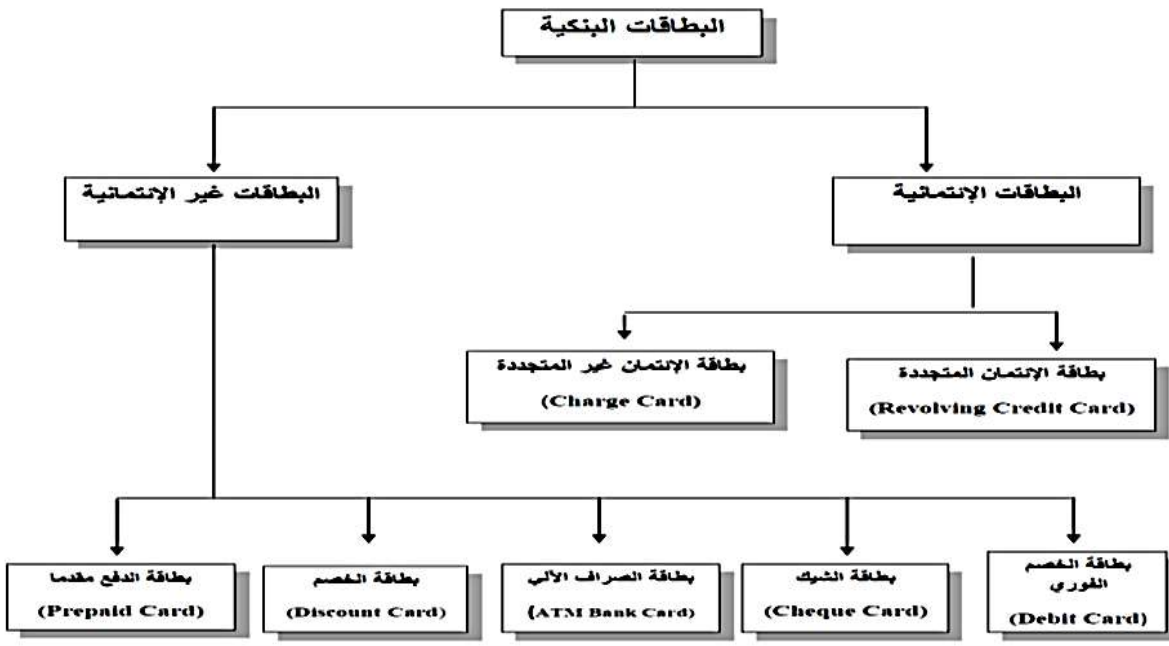 البطاقات البنكية
البطاقات الإئتمانية
البطاقات غير الإئتمانية
بطاقة الإئتمان المتجددة
(Revolving Credit Card)
بطاقة الإئتمان غير المتجددة
(Charge Card)
بطاقة الخصم
الفوري
(Debit Card)
بطاقة الشيك
(Cheque Card)
بطاقة الصراف الألي
(ATM Bank Card)
بطاقة الخصم
(Discount Card)
بطاقة الدفع مقدما
(Prepaid Card)